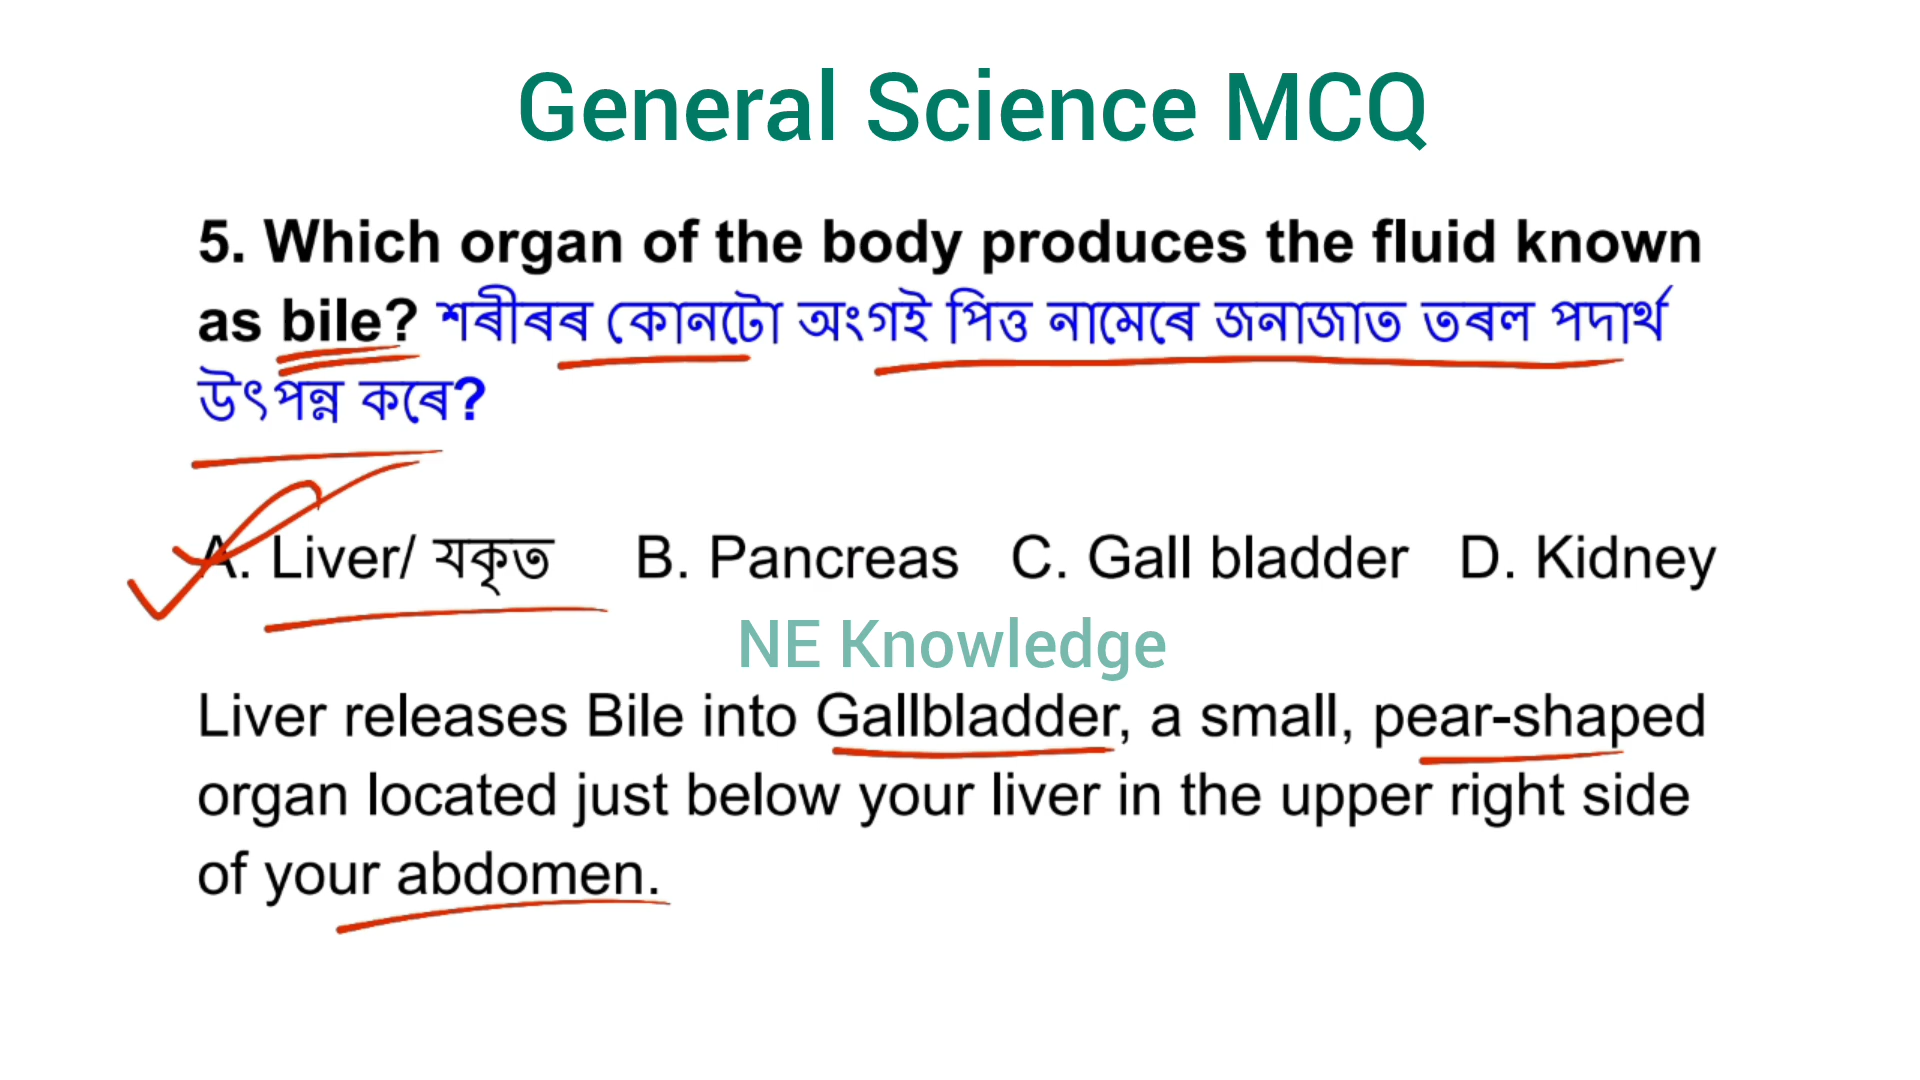 General Science MCQ
5. Which organ of the body produces the fluid known
as bile? শৰীৰৰ কোনটো অংগই পিত্ত নামেৰে জনাজাত তৰল পদাৰ্থ
উৎপন্ন কৰে?
A. Liver/ যকৃত B. Pancreas C. Gall bladder D. Kidney
NE Knowledge
Liver releases Bile into Gallbladder, a small, pear-shaped
organ located just below your liver in the upper right side
of your abdomen.